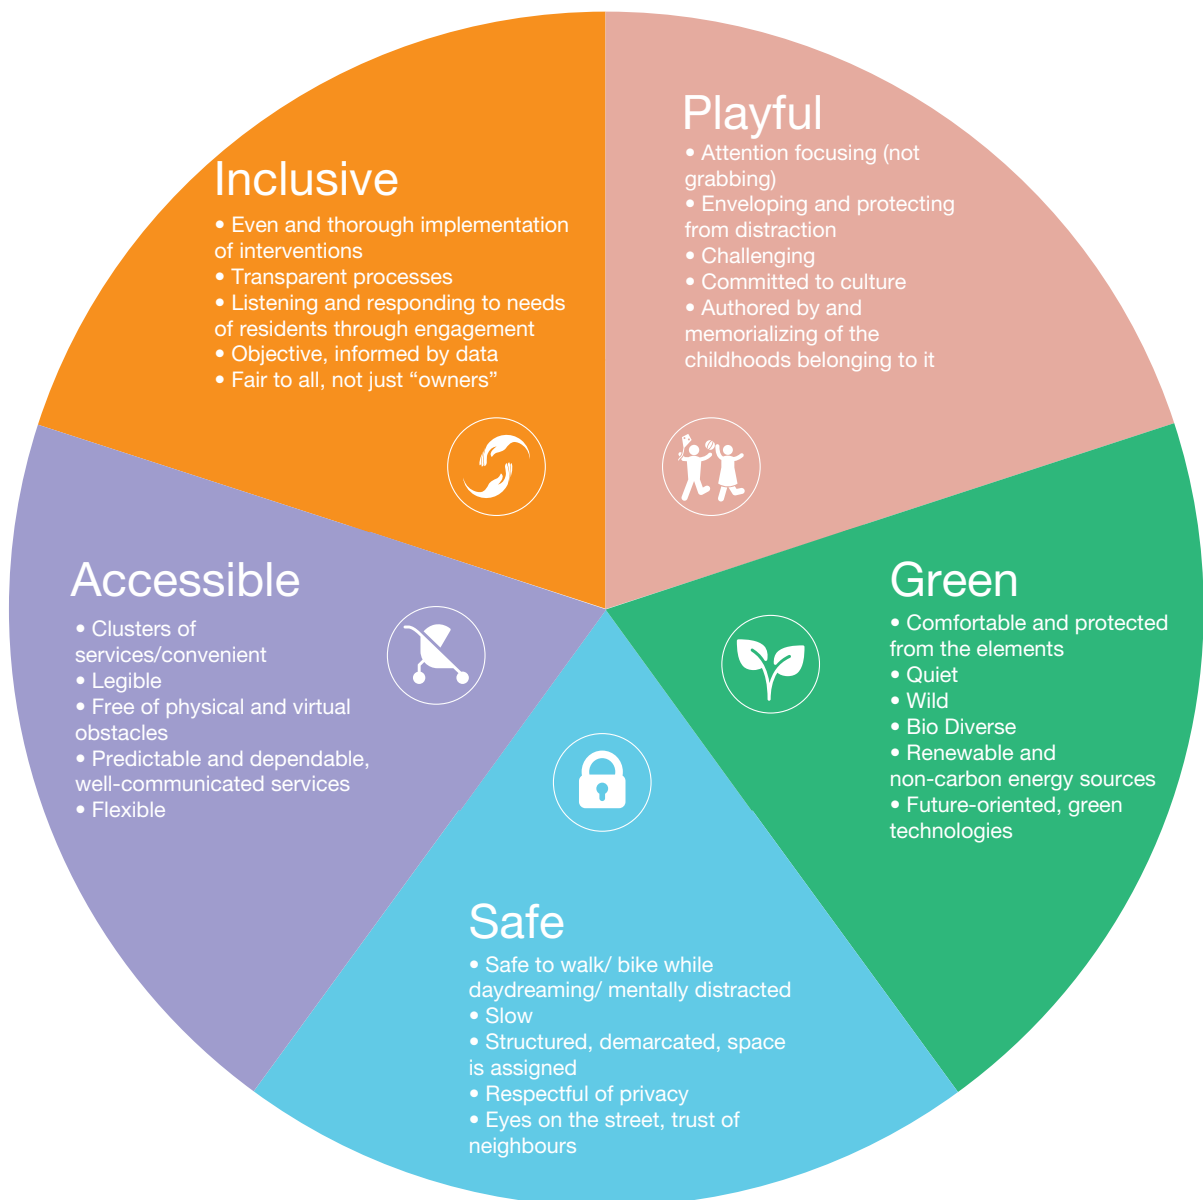 Playful
• Attention focusing (not
grabbing)
• Enveloping and protecting
from distraction
• Challenging
• Committed to culture
• Authored by and
memorializing of the
childhoods belonging to it
Inclusive
• Even and thorough implementation
of interventions
• Transparent processes
• Listening and responding to needs
of residents through engagement
• Objective, informed by data
• Fair to all, not just “owners”
Accessible
• Clusters of
services/convenient
• Legible
• Free of physical and virtual
obstacles
• Predictable and dependable,
well-communicated services
• Flexible
Green
• Comfortable and protected
from the elements
• Quiet
• Wild
• Bio Diverse
• Renewable and
non-carbon energy sources
• Future-oriented, green
technologies
Safe
• Safe to walk/ bike while
daydreaming/ mentally distracted
• Slow
• Structured, demarcated, space
is assigned
• Respectful of privacy
• Eyes on the street, trust of
neighbours